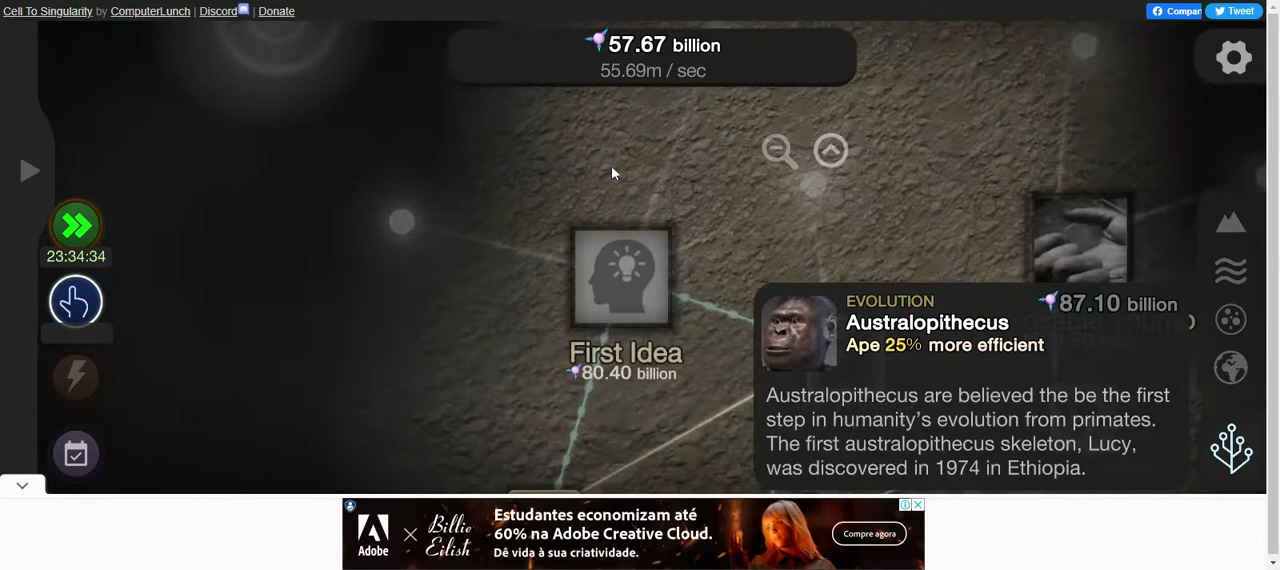 Cell To Singularity by ComputerLunch | Discord | Donate
Compar
Tweet
57.67 billion
55.69m / sec
23:34:34
First Idea
80.40 billion
EVOLUTION
87.10 billion
Australopithecus
Ape 25% more efficient
Australopithecus are believed the be the first
step in humanity's evolution from primates.
The first australopithecus skeleton, Lucy,
was discovered in 1974 in Ethiopia.
Adobe
Billie
Eilish
Estudantes economizam até
60% na Adobe Creative Cloud.
Dê vida à sua criatividade.
Compre agora